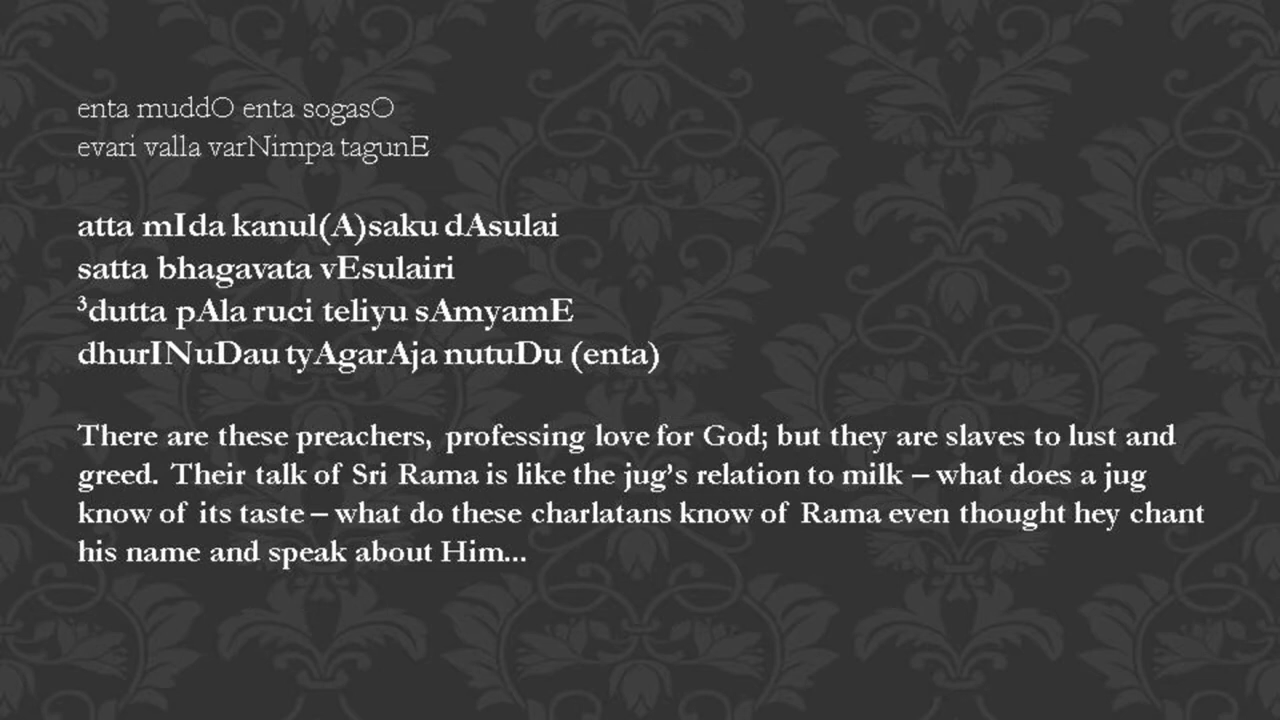 enta muddO enta sogasO
evari valla varNimpa tagunE
atta mIda kanul(A)saku dAsulai
satta bhagavata vEsulairi
³dutta pAla ruci teliyu sAmyamE
dhurINuDau tyAgarAja nutuDu (enta)
There are these preachers, professing love for God; but they are slaves to lust and
greed. Their talk of Sri Rama is like the jug's relation to milk – what does a jug
know of its taste – what do these charlatans know of Rama even thought hey chant
his name and speak about Him...